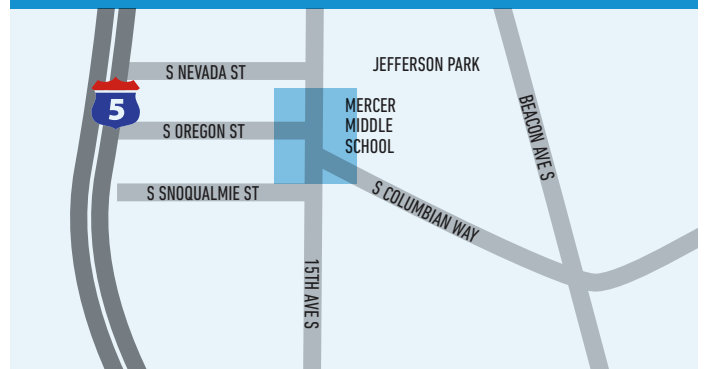 S NEVADA ST
JEFFERSON PARK
5
MERCER
MIDDLE
SCHOOL
BEACON AVE S
S OREGON ST
S SNOQUALMIE ST
S COLUMBIAN WAY
15TH AVE S